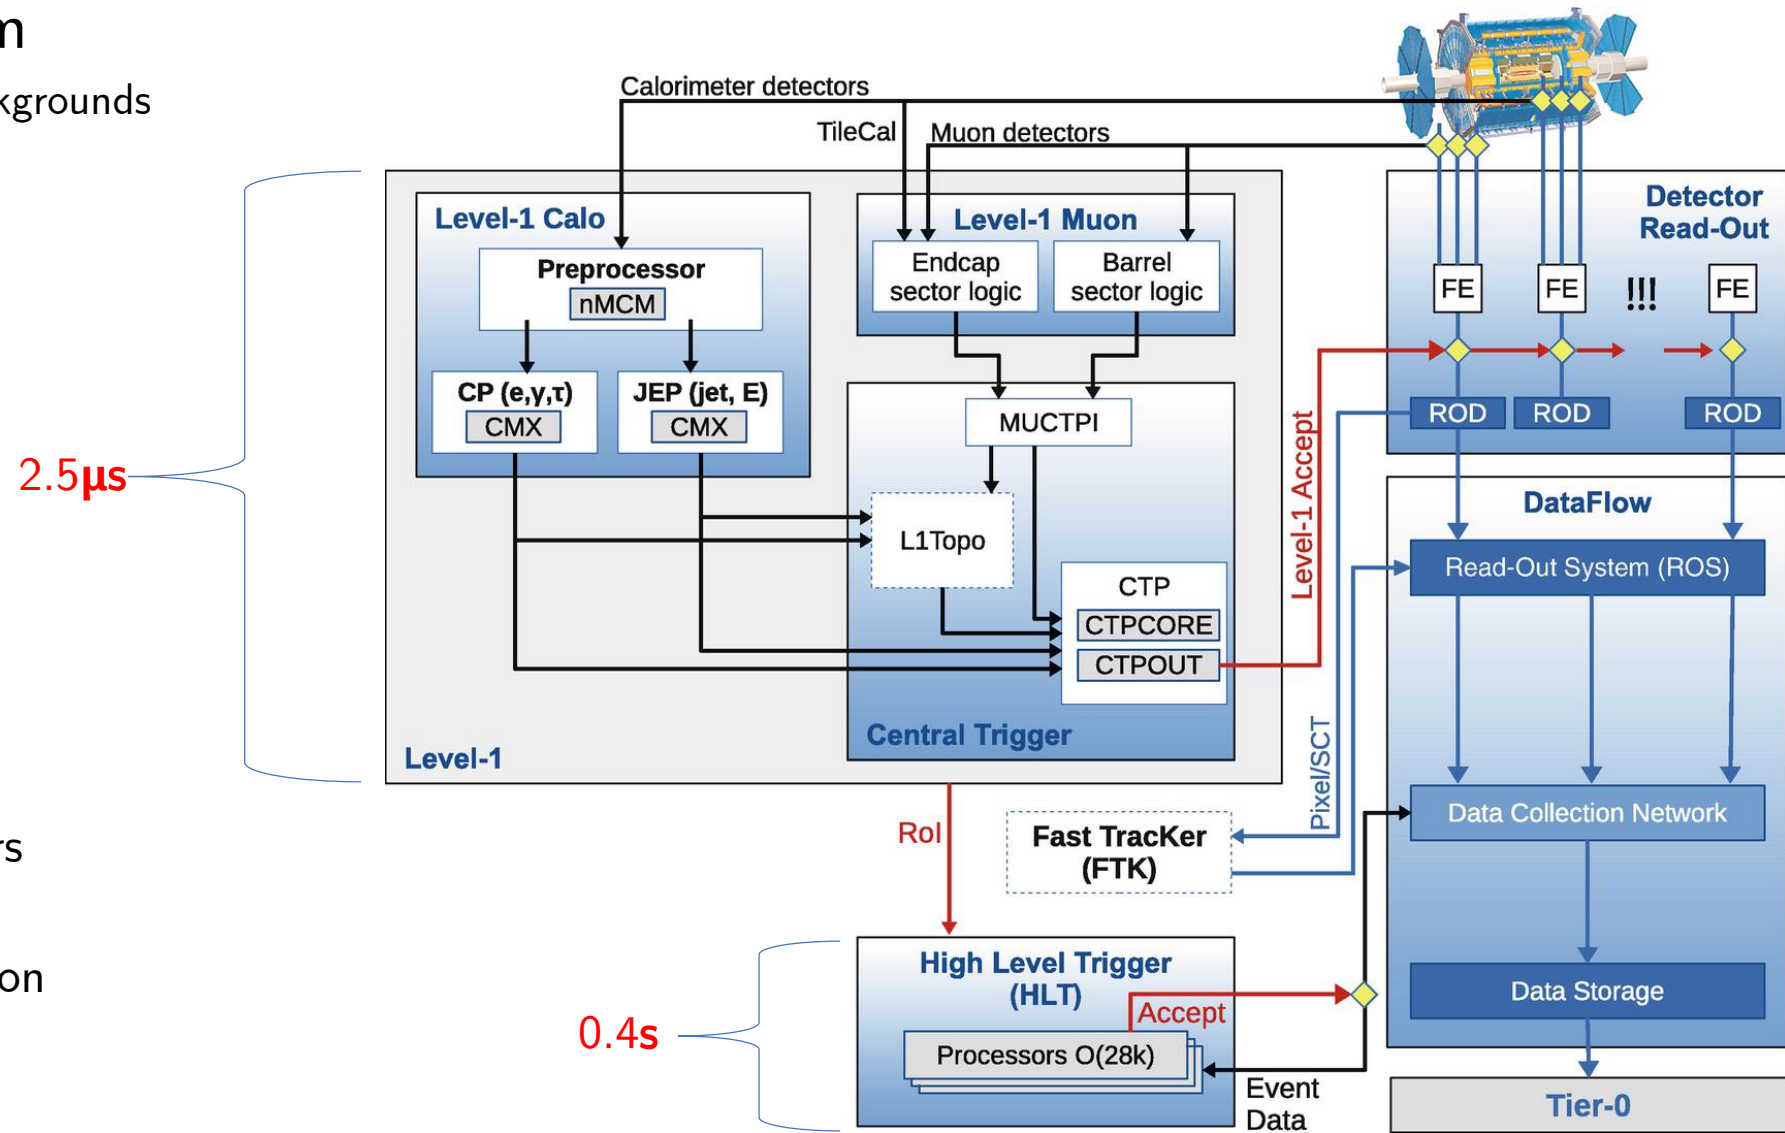 m
kgrounds
Calorimeter detectors
TileCal
Muon detectors
Detector
Read-Out
Level-1 Calo
Level-1 Muon
Preprocessor
nMCM
Endcap
sector logic
Barrel
sector logic
FE
FE
!!!
FE
CP (e,γ,τ)
CMX
JEP (jet, E)
CMX
MUCTPI
ROD
ROD
ROD
2.5μs
Level-1 Accept
DataFlow
L1Topo
Read-Out System (ROS)
CTP
CTPCORE
CTPOUT
Central Trigger
Level-1
Pixel/SCT
RoI
Fast TracKer
(FTK)
Data Collection Network
rs
on
High Level Trigger
(HLT)
Accept
0.4s
Processors O(28k)
Data Storage
Event
Data
Tier-0